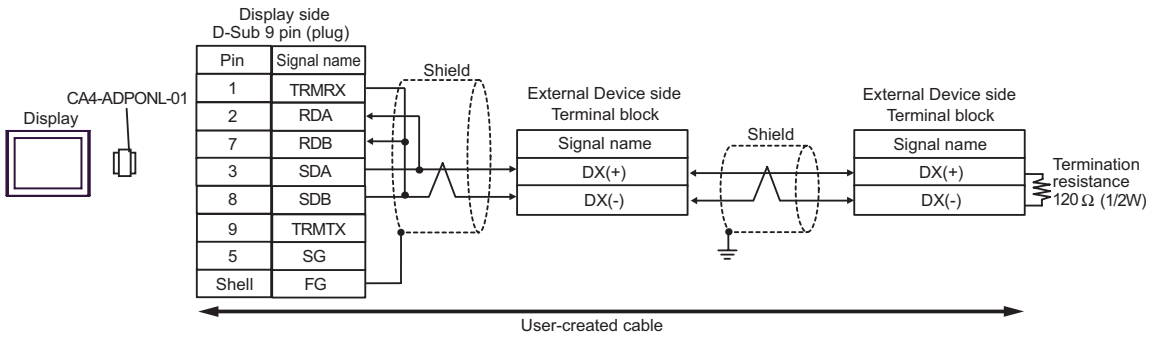 Display side
D-Sub 9 pin (plug)
Pin Signal name
1 TRMRX
2 RDA
7 RDB
3 SDA
8 SDB
9 TRMTX
5 SG
Shell FG
CA4-ADPONL-01
Display
Shield
External Device side
Terminal block
Signal name
DX(+)
DX(-)
Shield
External Device side
Terminal block
Signal name
DX(+)
DX(-)
Termination
resistance
120 Ω (1/2W)
User-created cable